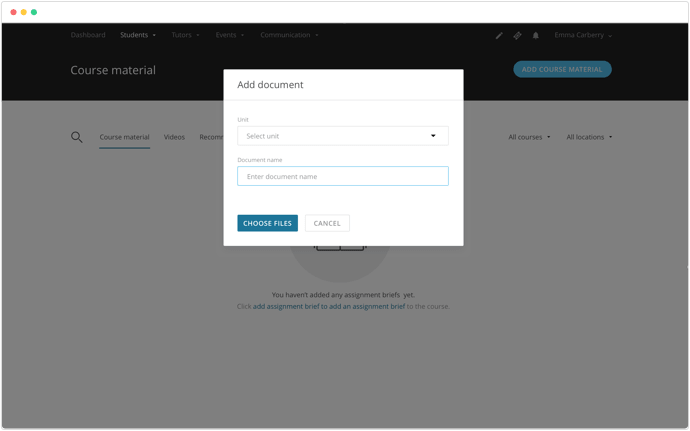 Dashboard Students Tutors Events Communication Emma Carberry
Course material ADD COURSE MATERIAL
Add document
Unit
Select unit
Course material Videos Recomm All courses All locations
Document name
Enter document name
CHOOSE FILES CANCEL
You haven't added any assignment briefs yet.
Click add assignment brief to add an assignment brief to the course.